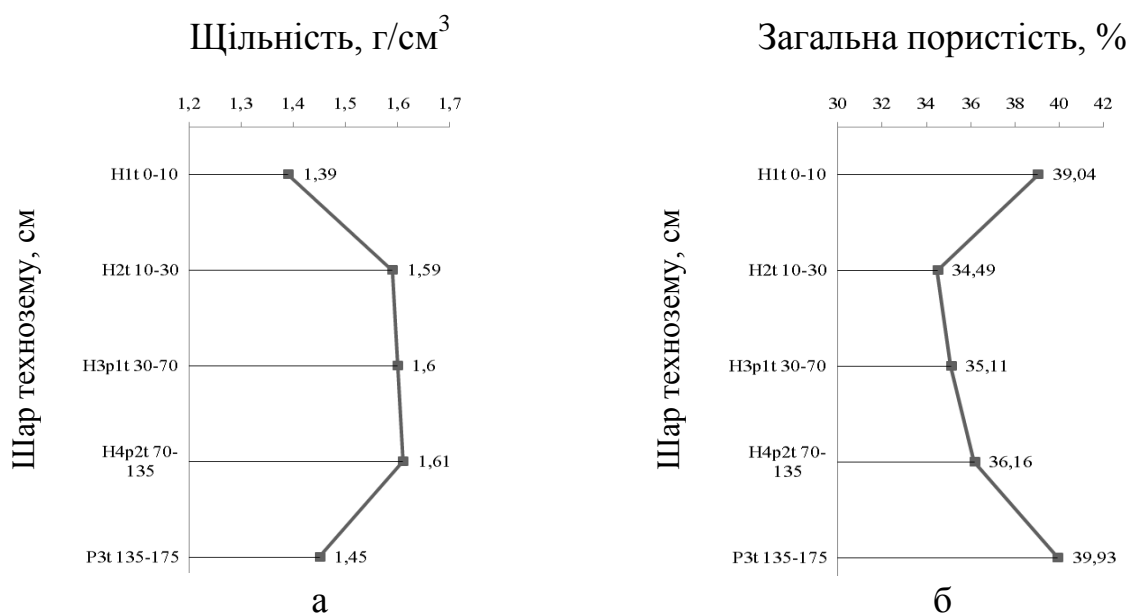 Щільність, г/см³
1,2 1,3 1,4 1,5 1,6 1,7
Шар технозему, см
H1t 0-10
1,39
H2t 10-30
1,59
H3p1t 30-70
1,6
H4p2t 70-
135
1,61
P3t 135-175
1,45
а
Загальна пористість, %
30 32 34 36 38 40 42
Шар технозему, см
H1t 0-10
39,04
H2t 10-30
34,49
H3p1t 30-70
35,11
H4p2t 70-
135
36,16
P3t 135-175
39,93
б